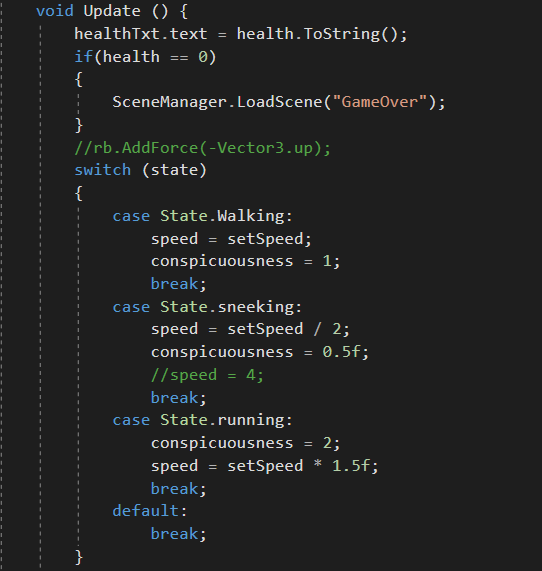 void Update () {
healthTxt.text = health.ToString();
if(health == 0)
{
SceneManager.LoadScene("GameOver");
}
//rb.AddForce(-Vector3.up);
switch (state)
{
case State.Walking:
speed = setSpeed;
conspicuousness = 1;
break;
case State.sneeking:
speed = setSpeed / 2;
conspicuousness = 0.5f;
//speed = 4;
break;
case State.running:
conspicuousness = 2;
speed = setSpeed * 1.5f;
break;
default:
break;
}